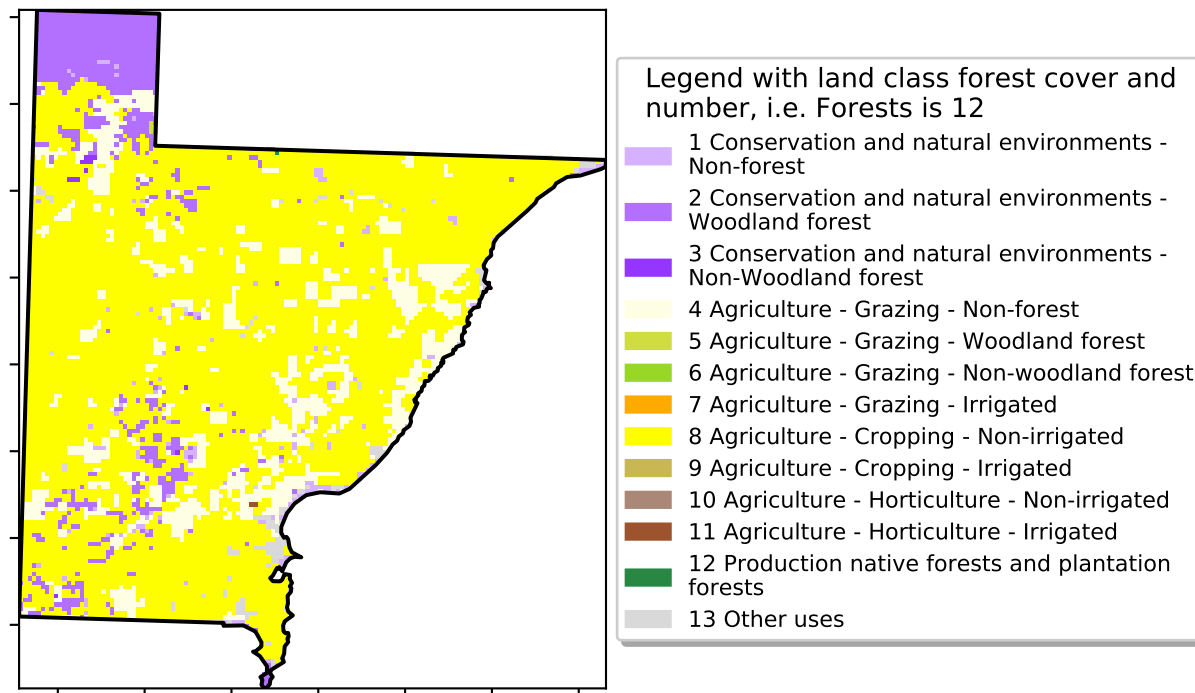 Legend with land class forest cover and
number, i.e. Forests is 12
1 Conservation and natural environments -
Non-forest
2 Conservation and natural environments -
Woodland forest
3 Conservation and natural environments -
Non-Woodland forest
4 Agriculture - Grazing - Non-forest
5 Agriculture - Grazing - Woodland forest
6 Agriculture - Grazing - Non-woodland forest
7 Agriculture - Grazing - Irrigated
8 Agriculture - Cropping - Non-irrigated
9 Agriculture - Cropping - Irrigated
10 Agriculture - Horticulture - Non-irrigated
11 Agriculture - Horticulture - Irrigated
12 Production native forests and plantation
forests
13 Other uses